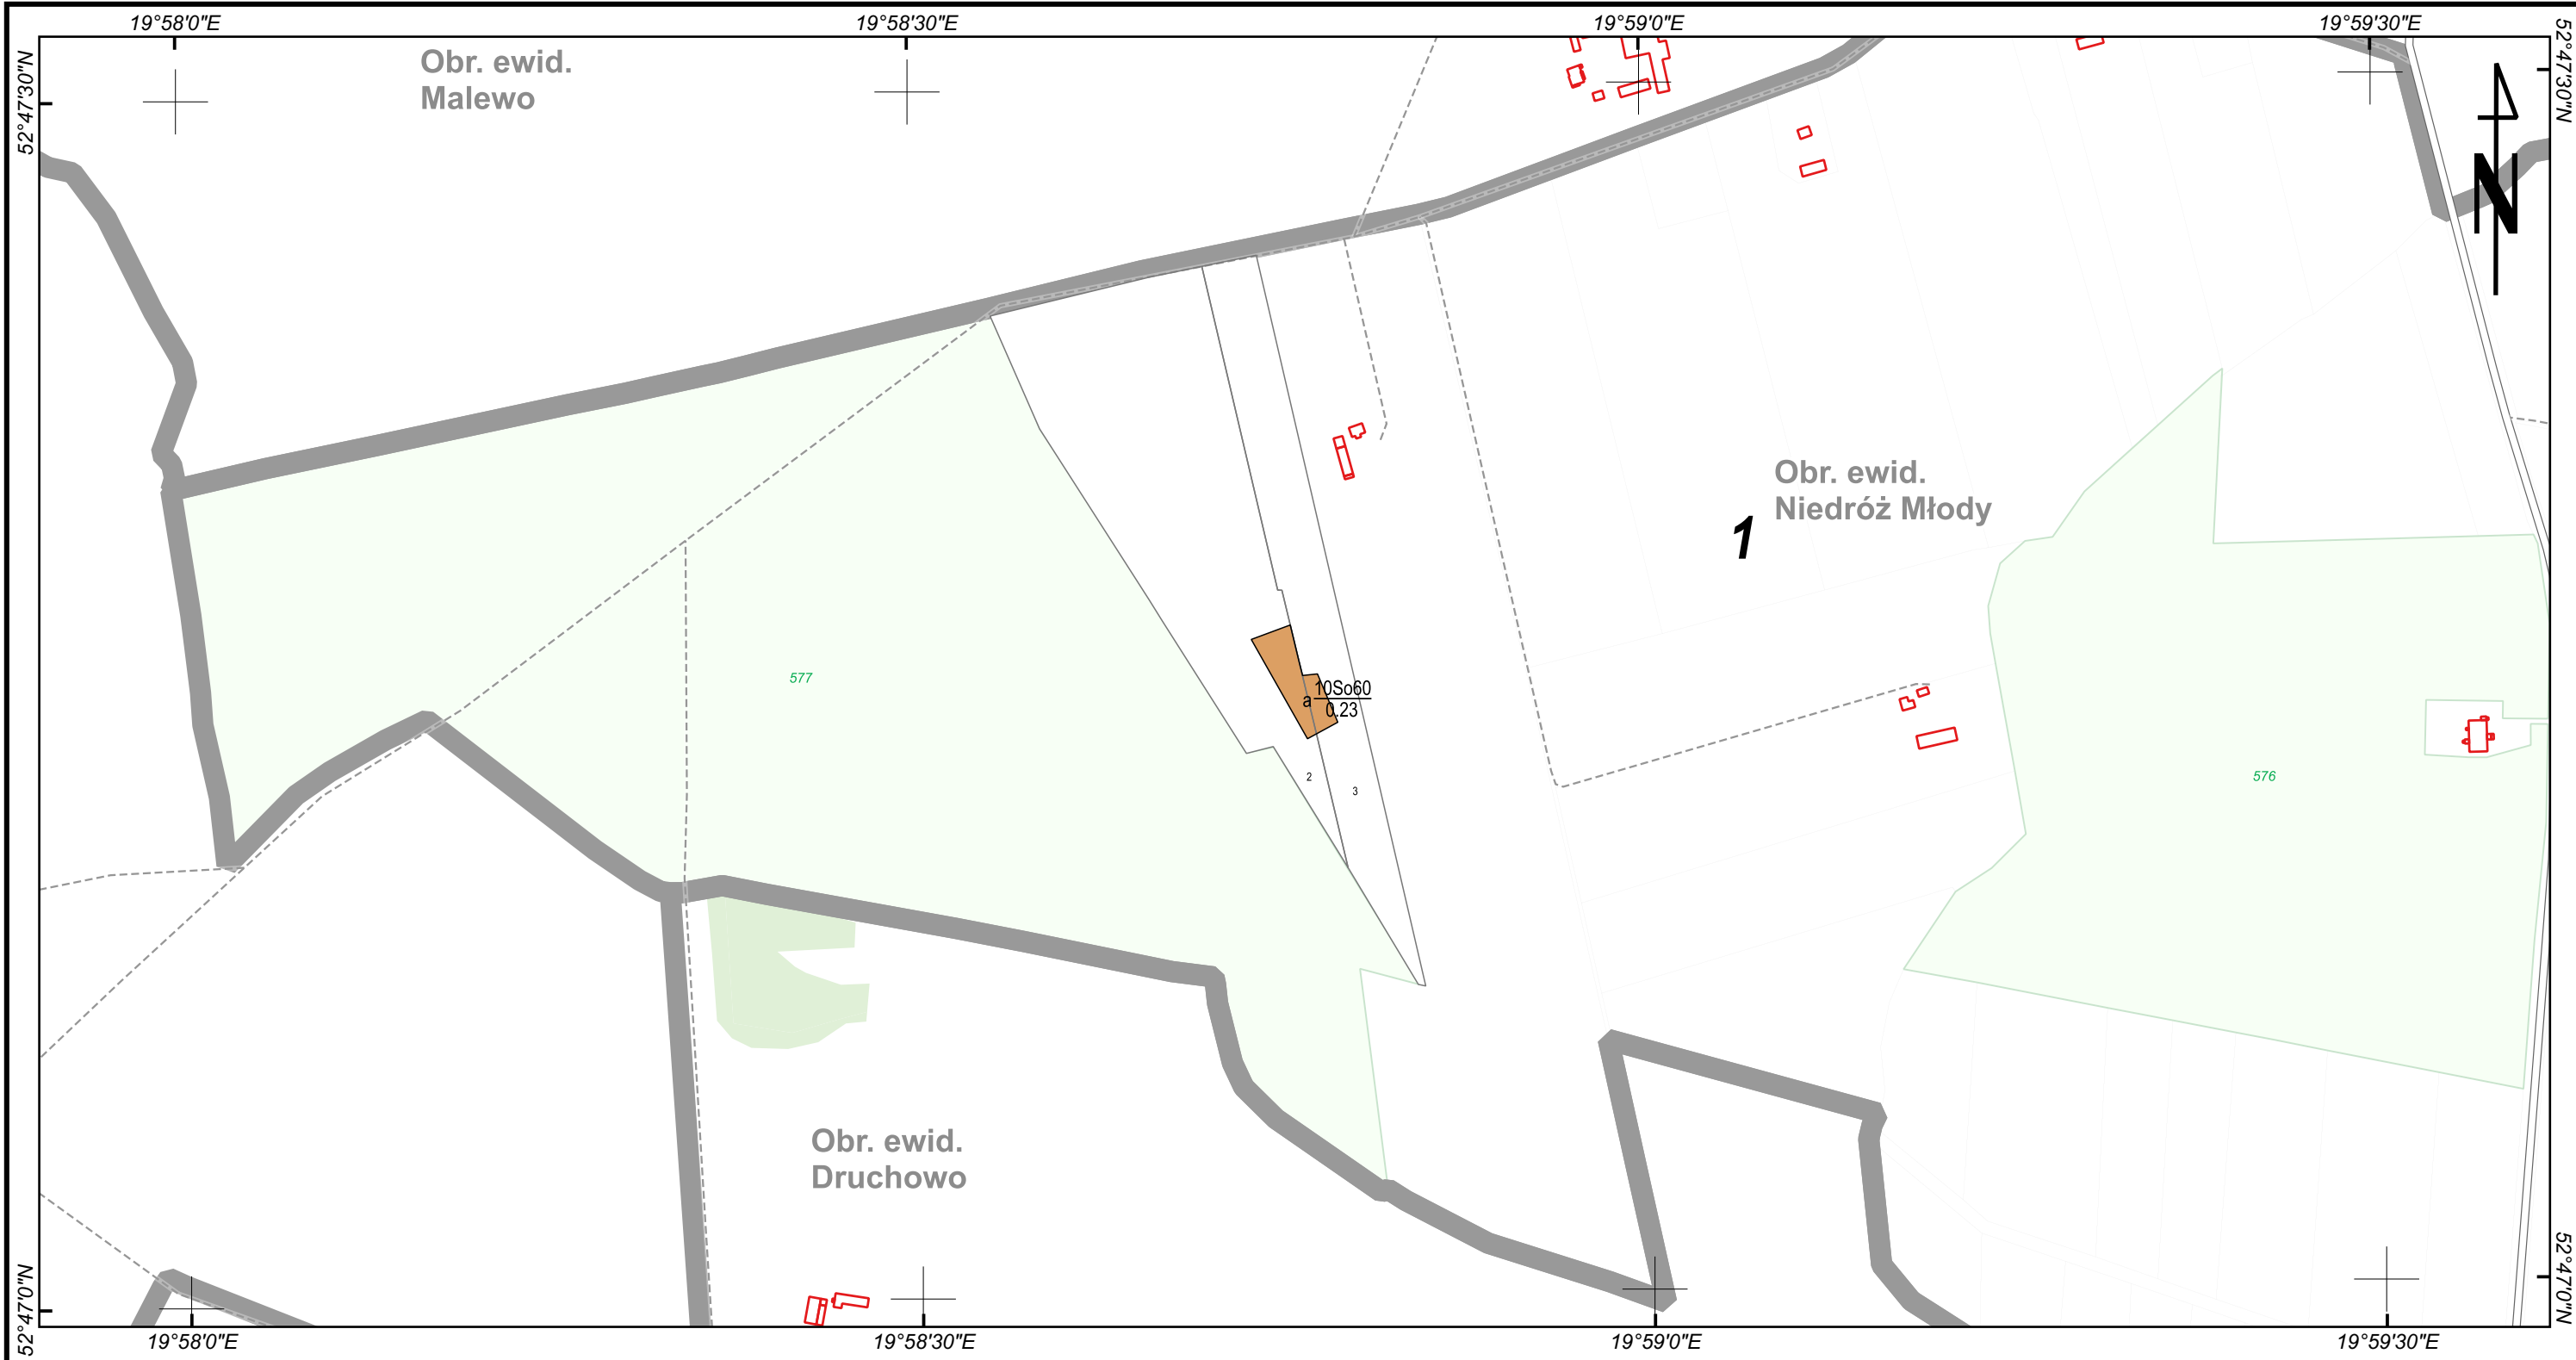 19°58'0"E
19°58'30"E
19°59'0"E
19°59'30"E
52°47'30"N
52°47'30"N
Obr. ewid.
Malewo
N
Obr. ewid.
Niedróż Młody
1
577
10So60
a
0.23
2
3
576
Obr. ewid.
Druchowo
52°47'0"N
52°47'0"N
19°58'0"E
19°58'30"E
19°59'0"E
19°59'30"E